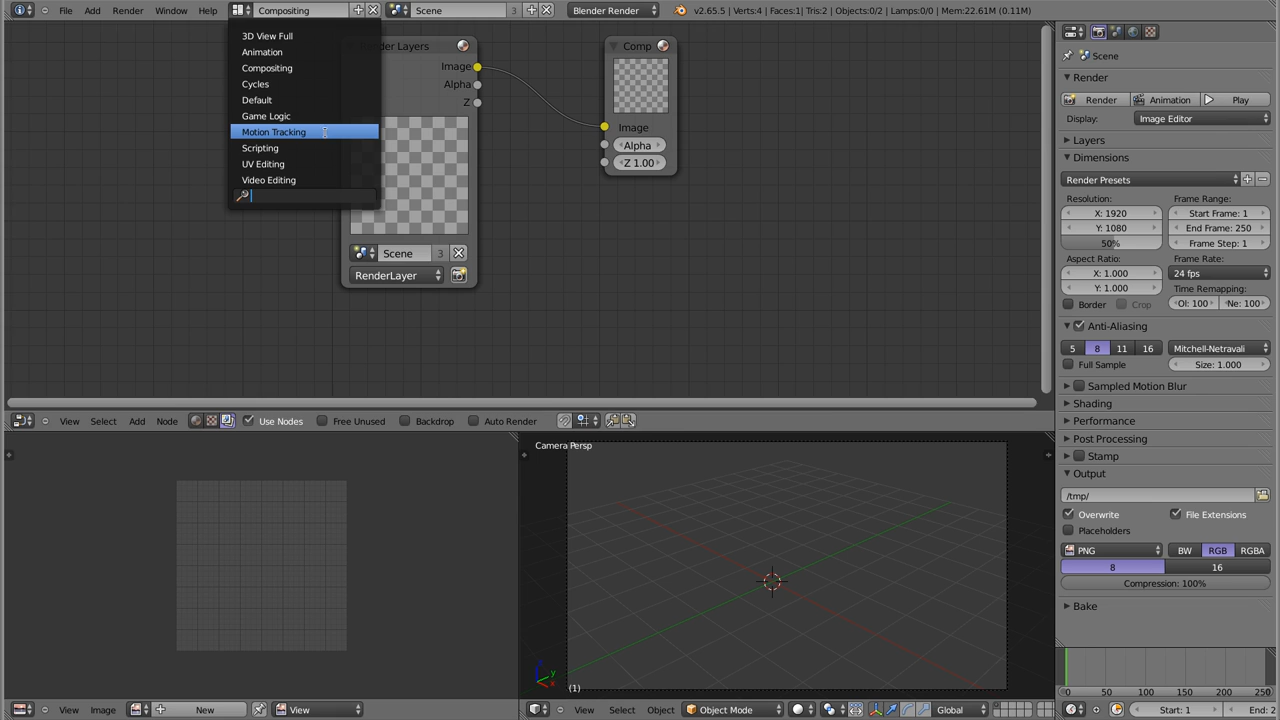 File Add Render Window Help Compositing Scene 3 Blender Render v2.65.5 | Verts:4 | Faces:1| Tris:2 | Objects:0/2 | Lamps:0/0 | Mem:22.61M (0.11M)
3D View Full
Animation
Compositing
Cycles
Default
Game Logic
Motion Tracking
Scripting
UV Editing
Video Editing
Render Layers
Image
Alpha
Z
Scene 3
RenderLayer
Comp
Image
Alpha
Z 1.00
View Select Add Node Use Nodes Free Unused Backdrop Auto Render
Camera Persp
(1)
View Image New View
View Select Object Object Mode Global
Scene
Render
Render Animation Play
Display: Image Editor
Layers
Dimensions
Render Presets
Resolution: Frame Range:
X: 1920 Start Frame: 1
Y: 1080 End Frame: 250
50% Frame Step: 1
Aspect Ratio: Frame Rate:
X: 1.000 24 fps
Y: 1.000 Time Remapping:
Border Crop Ol: 100 Ne: 100
Anti-Aliasing
5 8 11 16 Mitchell-Netravali
Full Sample Size: 1.000
Sampled Motion Blur
Shading
Performance
Post Processing
Stamp
Output
/tmp/
Overwrite File Extensions
Placeholders
PNG BW RGB RGBA
8 16
Compression: 100%
Bake
0 50 100 150 200 250
Start: 1 End: 2